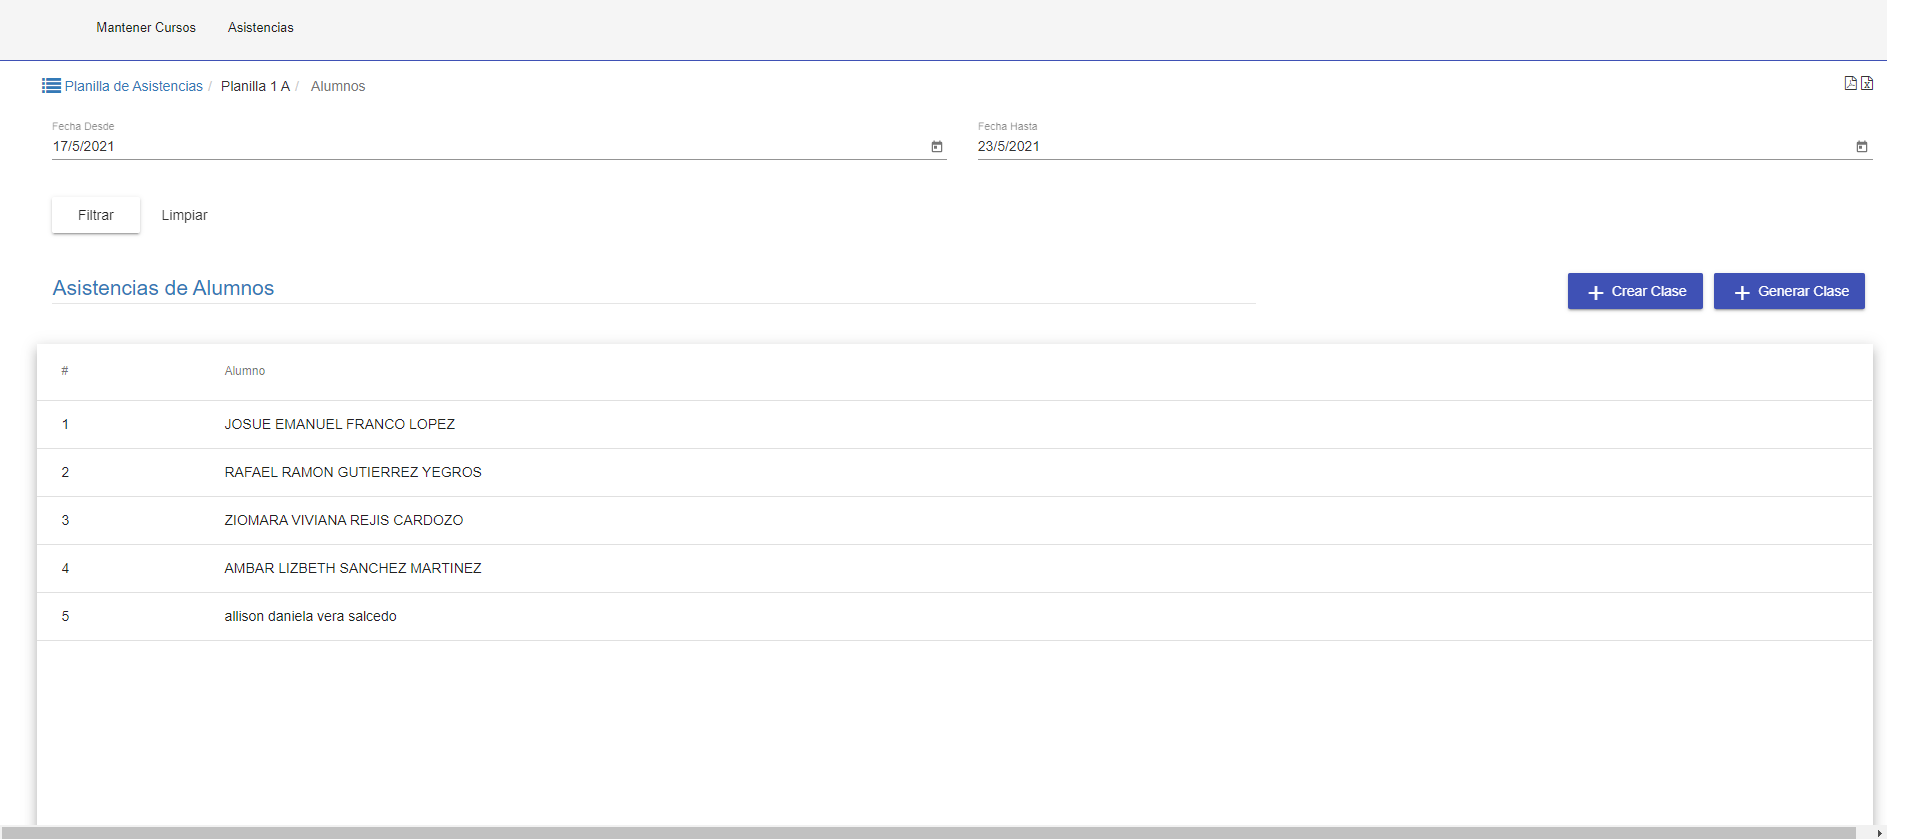 Mantener Cursos Asistencias
Planilla de Asistencias / Planilla 1 A / Alumnos
Fecha Desde Fecha Hasta
17/5/2021 23/5/2021
Filtrar Limpiar
Asistencias de Alumnos + Crear Clase + Generar Clase
# Alumno
1 JOSUE EMANUEL FRANCO LOPEZ
2 RAFAEL RAMON GUTIERREZ YEGROS
3 ZIOMARA VIVIANA REJIS CARDOZO
4 AMBAR LIZBETH SANCHEZ MARTINEZ
5 allison daniela vera salcedo